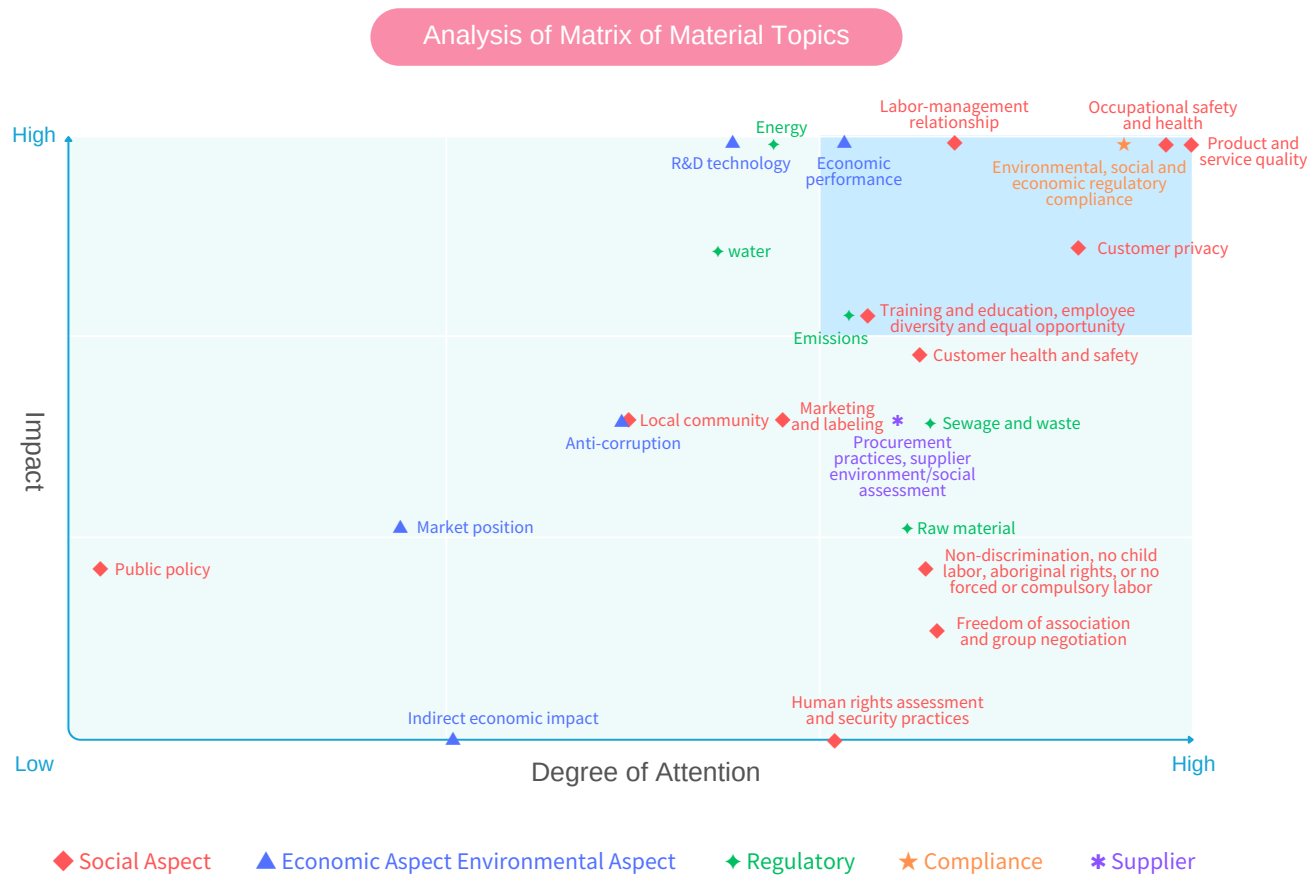 Analysis of Matrix of Material Topics
High
Labor-management
relationship
Occupational safety
and health
Energy
Product and
service quality
R&D technology
Economic
performance
Environmental, social and
economic regulatory
compliance
water
Customer privacy
Training and education, employee
diversity and equal opportunity
Emissions
Customer health and safety
Impact
Local community
Marketing
and labeling
Sewage and waste
Anti-corruption
Procurement
practices, supplier
environment/social
assessment
Market position
Raw material
Public policy
Non-discrimination, no child
labor, aboriginal rights, or no
forced or compulsory labor
Freedom of association
and group negotiation
Indirect economic impact
Human rights assessment
and security practices
Low
Degree of Attention
High
Social Aspect
Economic Aspect Environmental Aspect
Regulatory
Compliance
Supplier